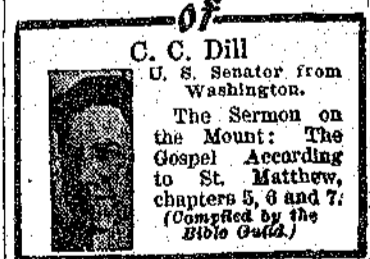 OF
C. C. Dill
U. S. Senator from
Washington.
The Sermon on
the Mount: The
Gospel According
to St. Matthew,
chapters 5, 6 and 7.
(Compiled by the
Bible Guild.)